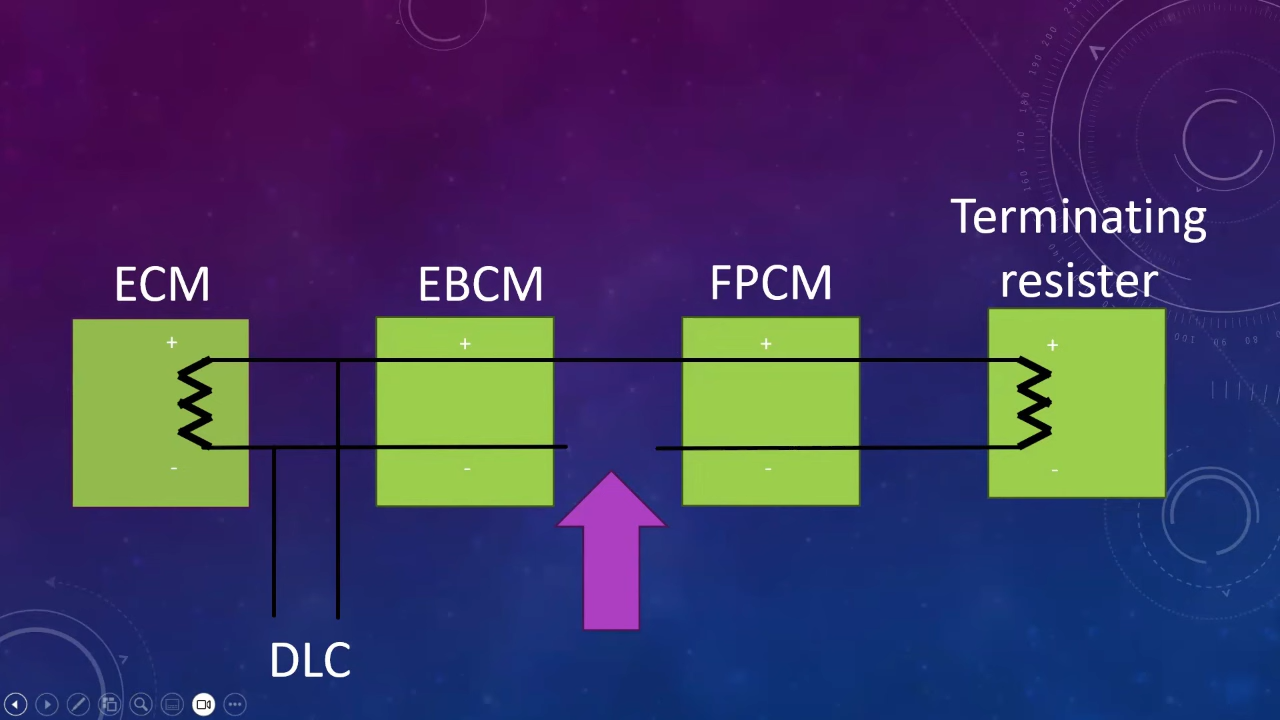 Terminating
resister
ECM
EBCM
FPCM
+
+
+
+
-
-
-
-
DLC